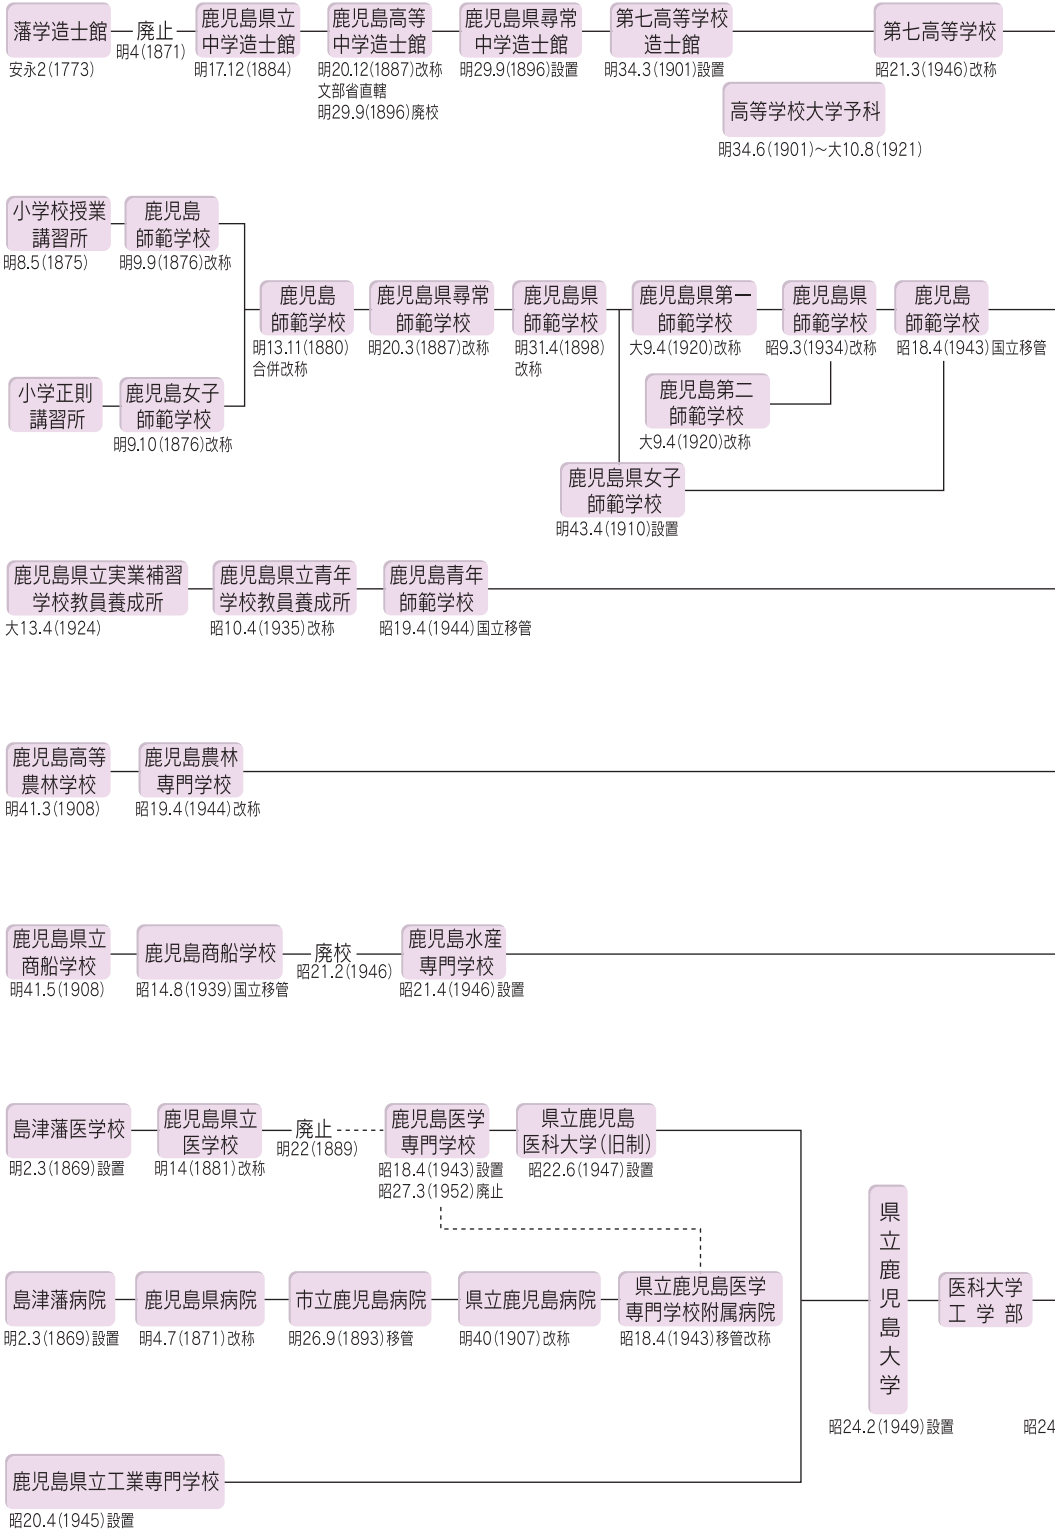 藩学造士館
安永2(1773)
廃止
明4(1871)
鹿児島県立
中学造士館
明17.12(1884)
鹿児島高等
中学造士館
明20.12(1887)改称
文部省直轄
明29.9(1896)廃校
鹿児島県尋常
中学造士館
明29.9(1896)設置
第七高等学校
造士館
明34.3(1901)設置
第七高等学校
昭21.3(1946)改称
高等学校大学予科
明34.6(1901)～大10.8(1921)
小学校授業
講習所
明8.5(1875)
鹿児島
師範学校
明9.9(1876)改称
鹿児島
師範学校
明13.11(1880)
合併改称
鹿児島県尋常
師範学校
明20.3(1887)改称
鹿児島県
師範学校
明31.4(1898)
改称
鹿児島県第一
師範学校
大9.4(1920)改称
鹿児島県
師範学校
昭9.3(1934)改称
鹿児島
師範学校
昭18.4(1943)国立移管
小学正則
講習所
鹿児島女子
師範学校
明9.10(1876)改称
鹿児島第二
師範学校
大9.4(1920)改称
鹿児島県女子
師範学校
明43.4(1910)設置
鹿児島県立実業補習
学校教員養成所
大13.4(1924)
鹿児島県立青年
学校教員養成所
昭10.4(1935)改称
鹿児島青年
師範学校
昭19.4(1944)国立移管
鹿児島高等
農林学校
明41.3(1908)
鹿児島農林
専門学校
昭19.4(1944)改称
鹿児島県立
商船学校
明41.5(1908)
鹿児島商船学校
昭14.8(1939)国立移管
廃校
昭21.2(1946)
鹿児島水産
専門学校
昭21.4(1946)設置
島津藩医学校
明2.3(1869)設置
鹿児島県立
医学校
明14(1881)改称
廃止
明22(1889)
鹿児島医学
専門学校
昭18.4(1943)設置
昭27.3(1952)廃止
県立鹿児島
医科大学(旧制)
昭22.6(1947)設置
島津藩病院
明2.3(1869)設置
鹿児島県病院
明4.7(1871)改称
市立鹿児島病院
明26.9(1893)移管
県立鹿児島病院
明40(1907)改称
県立鹿児島医学
専門学校附属病院
昭18.4(1943)移管改称
県立鹿児島大学
昭24.2(1949)設置
医科大学
工学部
昭24
鹿児島県立工業専門学校
昭20.4(1945)設置